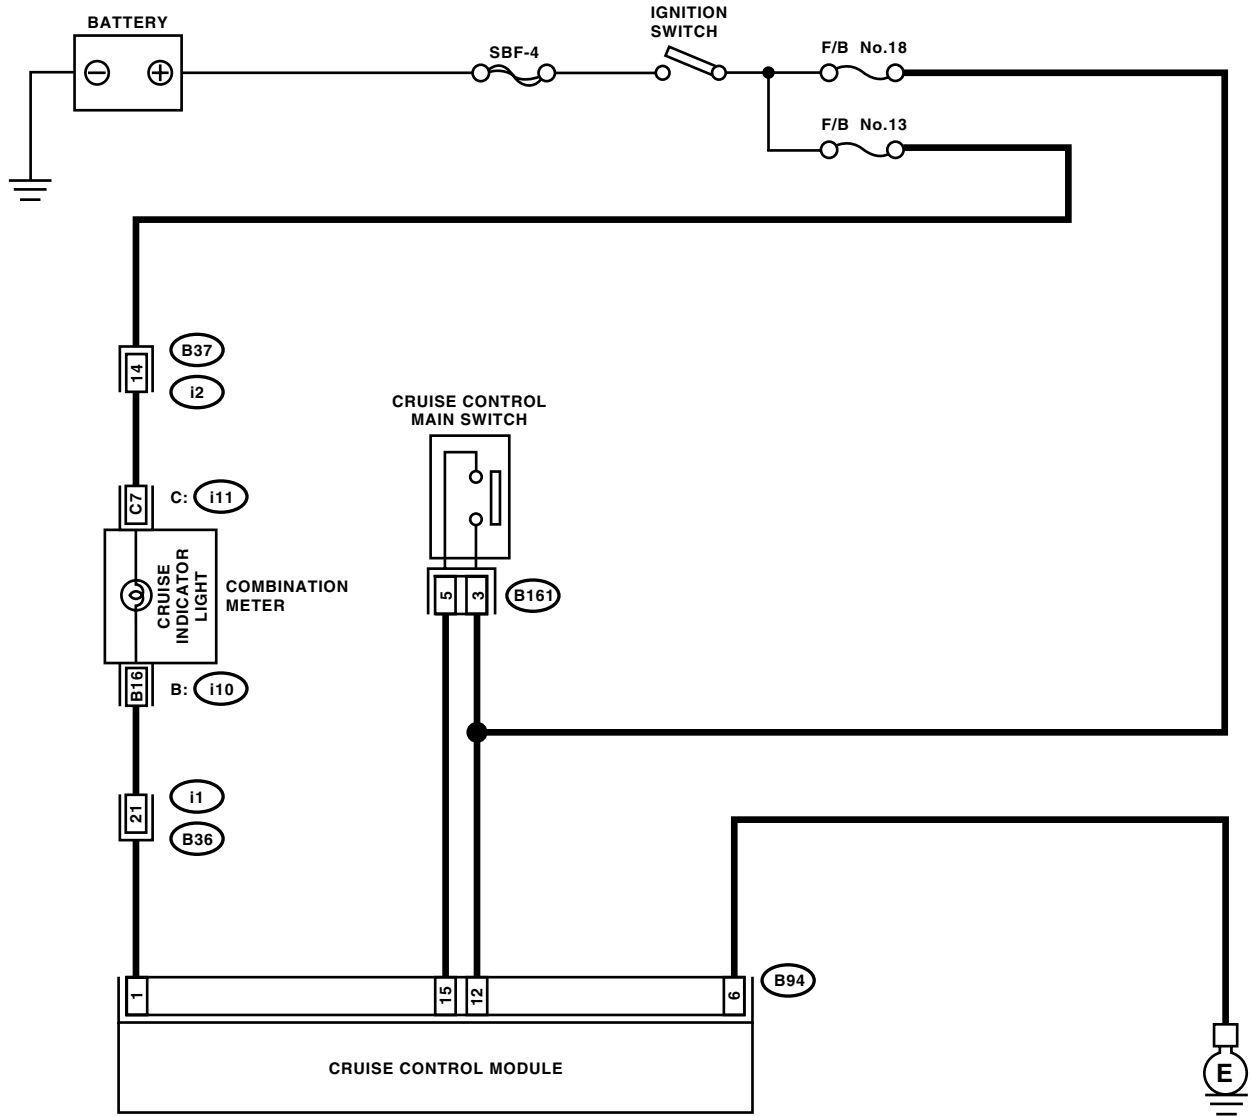 BATTERY
IGNITION
SWITCH
SBF-4
F/B No.18
F/B No.13
B37
14
i2
CRUISE CONTROL
MAIN SWITCH
C7
C: i11
CRUISE
INDICATOR
LIGHT
COMBINATION
METER
5
3
B161
B16
B: i10
i1
21
B36
1
15
12
6
B94
CRUISE CONTROL MODULE
E